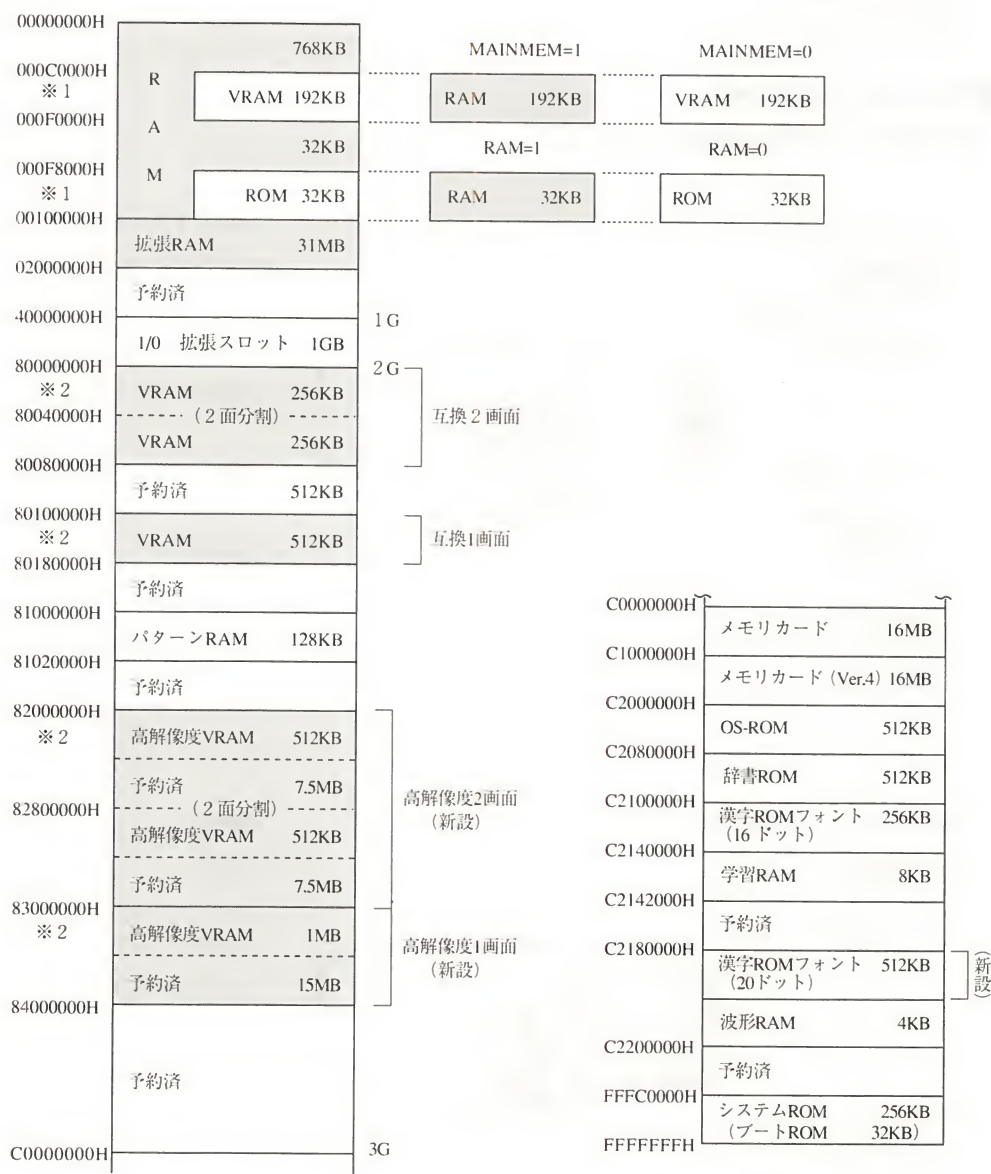 00000000H
768KB
000C0000H
※1
R
A
M
VRAM 192KB
000F0000H
32KB
000F8000H
※1
ROM 32KB
00100000H
MAINMEM=1
RAM 192KB
RAM=1
RAM 32KB
MAINMEM=0
VRAM 192KB
RAM=0
ROM 32KB
拡張RAM 31MB
02000000H
予約済
40000000H
1G
1/0 拡張スロット 1GB
80000000H
2G
※2
VRAM 256KB
80040000H
(2面分割)
VRAM 256KB
互換2画面
80080000H
予約済 512KB
80100000H
※2
VRAM 512KB
互換1画面
80180000H
予約済
81000000H
パターンRAM 128KB
81020000H
予約済
82000000H
※2
高解像度VRAM 512KB
予約済 7.5MB
82800000H
(2面分割)
高解像度VRAM 512KB
予約済 7.5MB
高解像度2画面
(新設)
83000000H
※2
高解像度VRAM 1MB
予約済 15MB
高解像度1画面
(新設)
84000000H
予約済
C0000000H
3G
C0000000H
メモリカード 16MB
C1000000H
メモリカード (Ver.4) 16MB
C2000000H
OS-ROM 512KB
C2080000H
辞書ROM 512KB
C2100000H
漢字ROMフォント 256KB
(16ドット)
C2140000H
学習RAM 8KB
C2142000H
予約済
C2180000H
漢字ROMフォント 512KB
(20ドット)
(新設)
波形RAM 4KB
C2200000H
予約済
FFFC0000H
システムROM 256KB
(ブートROM 32KB)
FFFFFFFH